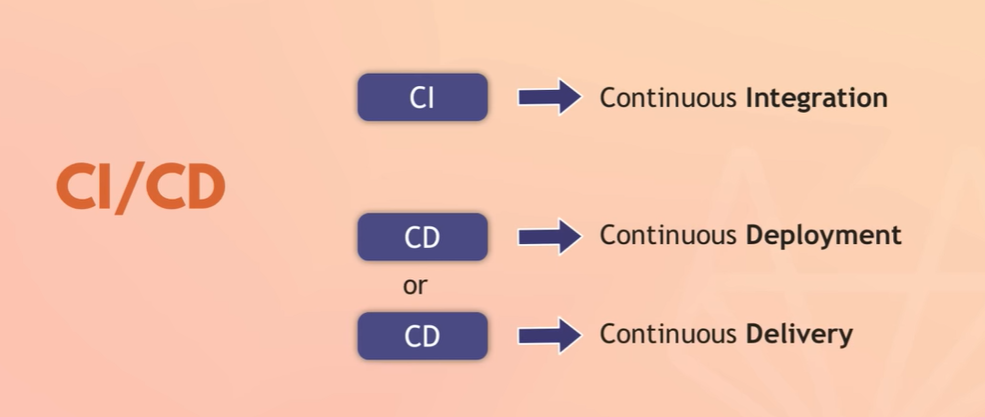 CI/CD
CI
Continuous Integration
CD
Continuous Deployment
or
CD
Continuous Delivery